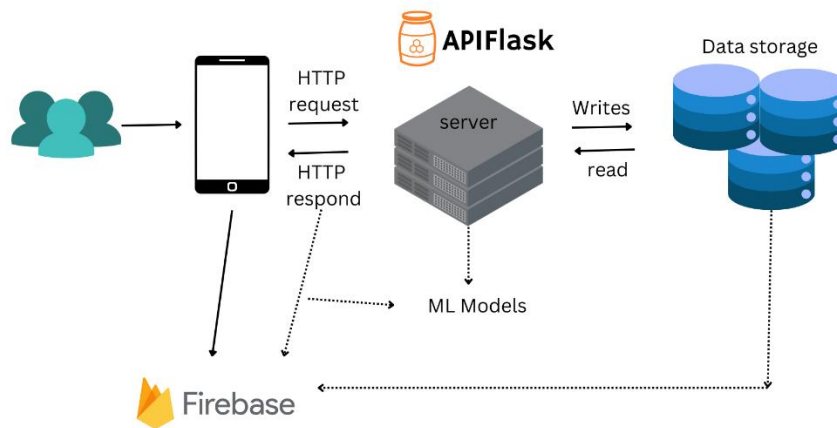 APIFlask
Data storage
HTTP
request
server
Writes
HTTP
respond
read
ML Models
Firebase